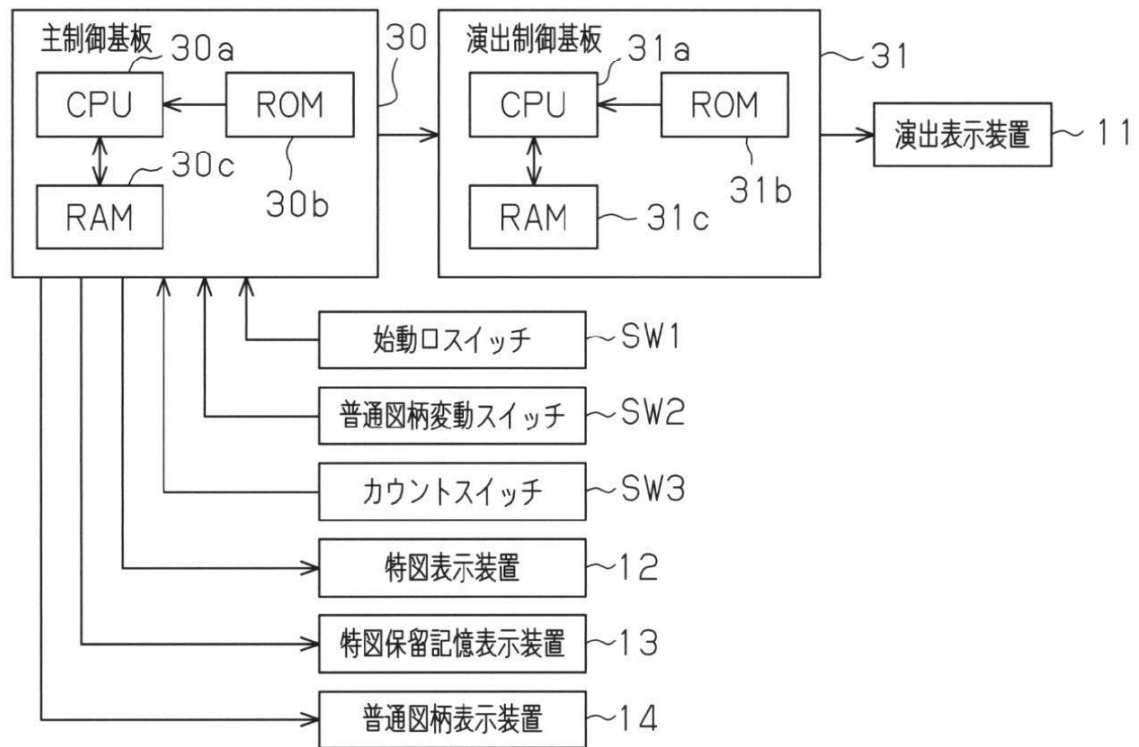 主制御基板
30a
30
CPU
ROM
30c
30b
RAM
演出制御基板
31a
31
CPU
ROM
31b
RAM
31c
演出表示装置
11
始動口スイッチ
SW1
普通図柄変動スイッチ
SW2
カウントスイッチ
SW3
特図表示装置
12
特図保留記憶表示装置
13
普通図柄表示装置
14